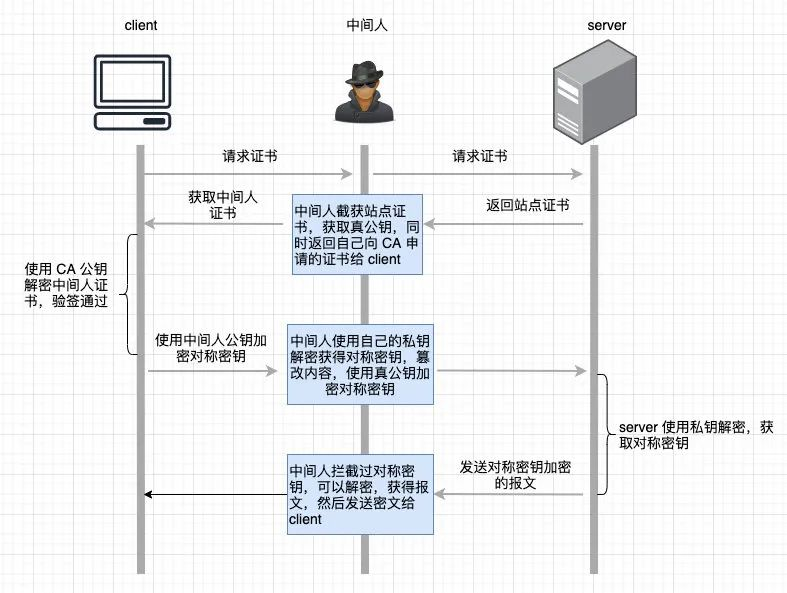 client
中间人
server
请求证书
请求证书
获取中间人
证书
中间人截获站点证
书，获取真公钥，同
时返回自己向 CA 申
请的证书给 client
返回站点证书
使用 CA 公钥
解密中间人证
书，验签通过
使用中间人公钥加
密对称密钥
中间人使用自己的私钥
解密获得对称密钥，篡
改内容，使用真公钥加
密对称密钥
server 使用私钥解密，获
取对称密钥
中间人拦截过对称密
钥，可以解密，获得报
文，然后发送密文给
client
发送对称密钥加密
的报文